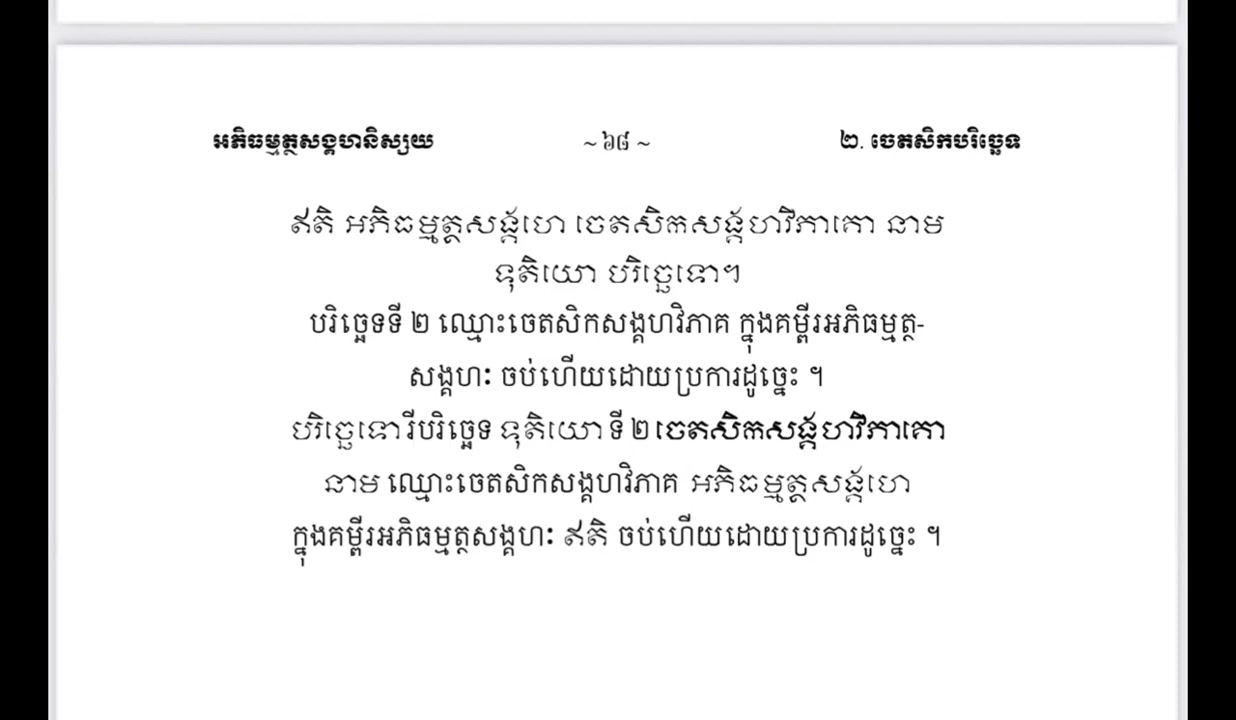 អភិធម្មត្ថសង្គហនិស្សយ ~ ៦៨ ~ ២. ចេតសិកបរិច្ឆេទ
ឥតិ អភិធម្មត្ថសង្គហេ ចេតសិកសង្គហវិភាគោ នាម
ទុតិយោ បរិច្ឆេទោ។
បរិច្ឆេទទី ២ ឈ្មោះចេតសិកសង្គហវិភាគ ក្នុងគម្ពីរអភិធម្មត្ថ-
សង្គហៈ ចប់ហើយដោយប្រការដូច្នេះ ។
បរិច្ឆេទោ រីបរិច្ឆេទ ទុតិយោ ទី ២ ចេតសិកសង្គហវិភាគោ
នាម ឈ្មោះចេតសិកសង្គហវិភាគ អភិធម្មត្ថសង្គហេ
ក្នុងគម្ពីរអភិធម្មត្ថសង្គហៈ ឥតិ ចប់ហើយដោយប្រការដូច្នេះ ។